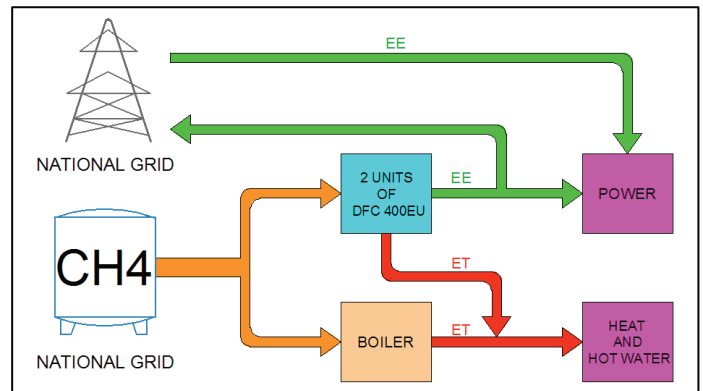 EE
NATIONAL GRID
2 UNITS
OF
DFC 400EU
EE
POWER
CH4
ET
BOILER
ET
HEAT
AND
HOT WATER
NATIONAL GRID